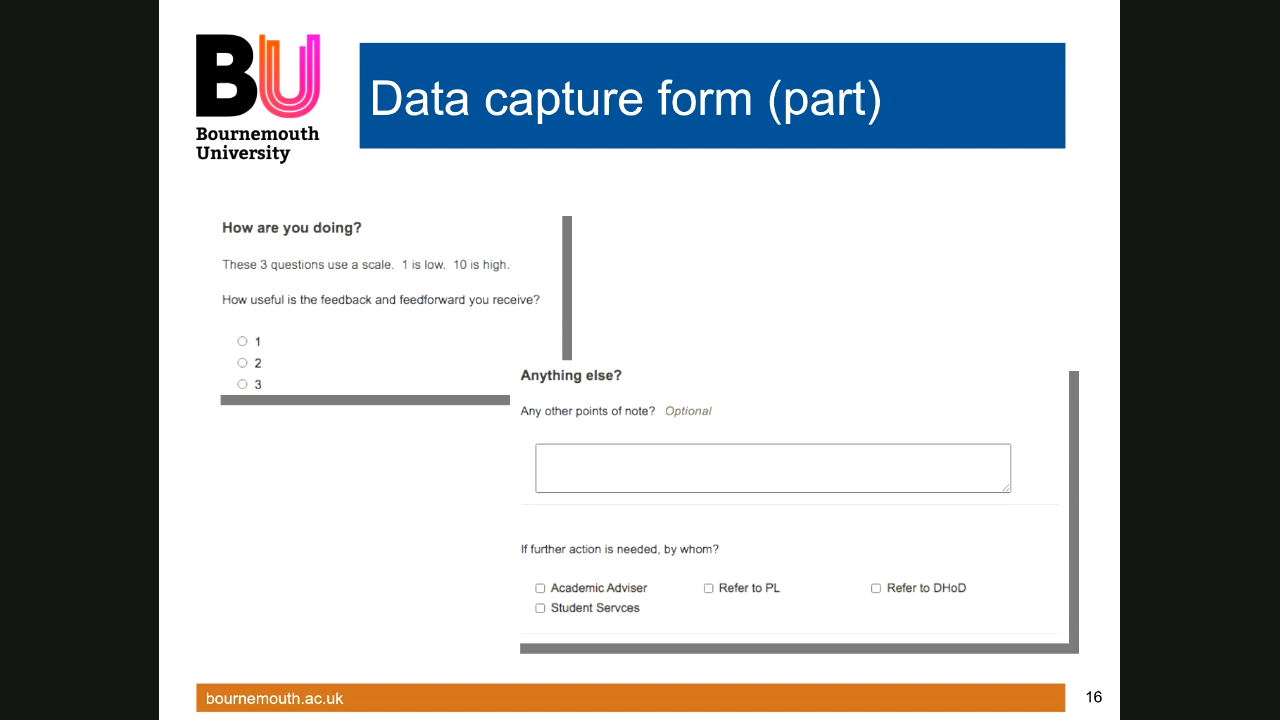 BU
Bournemouth
University
Data capture form (part)
How are you doing?
These 3 questions use a scale. 1 is low. 10 is high.
How useful is the feedback and feedforward you receive?
1
2
3
Anything else?
Any other points of note? Optional
If further action is needed, by whom?
Academic Adviser Refer to PL Refer to DHoD
Student Servces
bournemouth.ac.uk
16